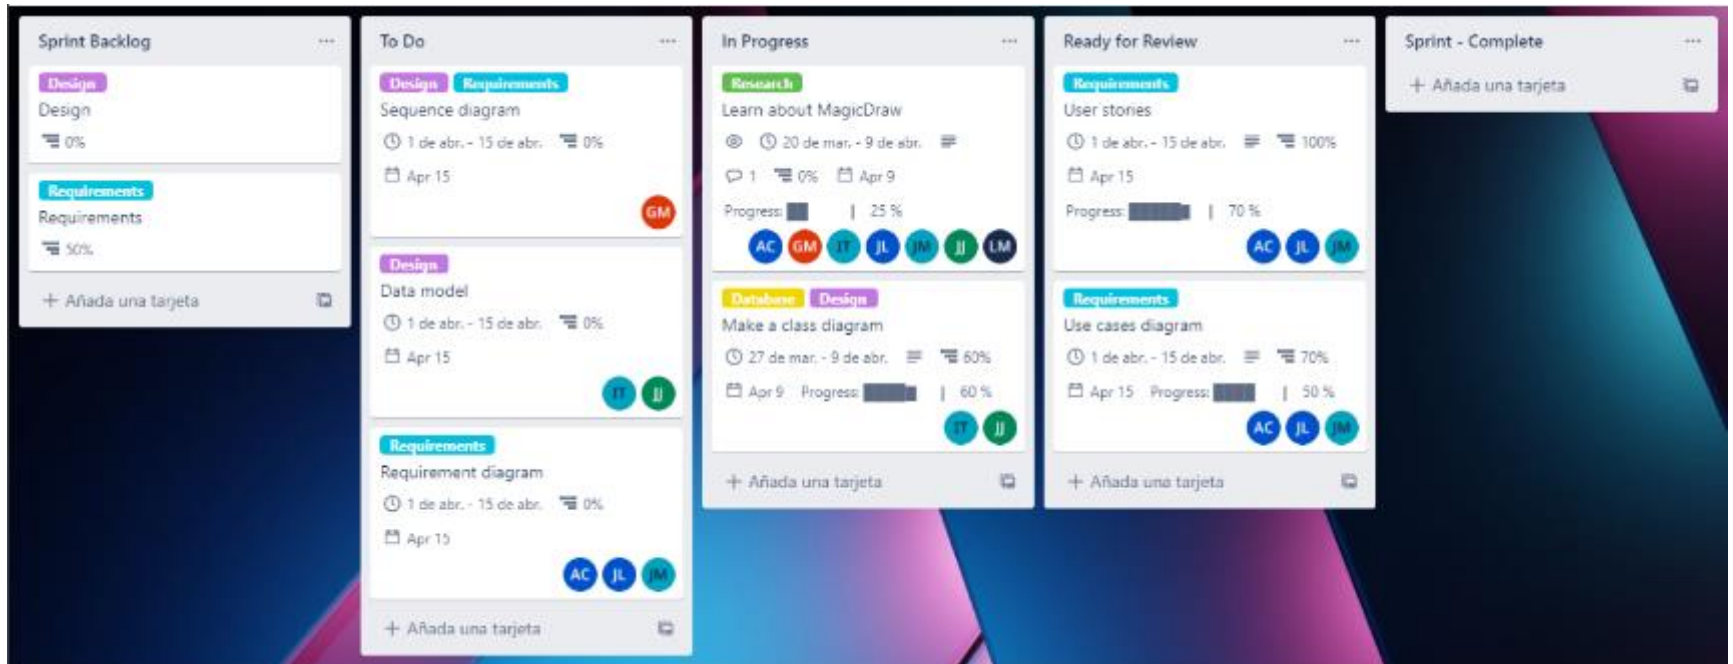 Sprint Backlog
Design
Design
0%
Requirements
Requirements
50%
+ Añada una tarjeta
To Do
Design Requirements
Sequence diagram
1 de abr. - 15 de abr. 0%
Apr 15
GM
Design
Data model
1 de abr. - 15 de abr. 0%
Apr 15
JT JJ
Requirements
Requirement diagram
1 de abr. - 15 de abr. 0%
Apr 15
AC JL JM
+ Añada una tarjeta
In Progress
Research
Learn about MagicDraw
20 de mar. - 9 de abr.
1 0% Apr 9
Progress: | 25 %
AC GM JT JL JM JJ LM
Database Design
Make a class diagram
27 de mar. - 9 de abr. 60%
Apr 9 Progress: | 60 %
JT JJ
+ Añada una tarjeta
Ready for Review
Requirements
User stories
1 de abr. - 15 de abr. 100%
Apr 15
Progress: | 70 %
AC JL JM
Requirements
Use cases diagram
1 de abr. - 15 de abr. 70%
Apr 15 Progress: | 50 %
AC JL JM
+ Añada una tarjeta
Sprint - Complete
+ Añada una tarjeta